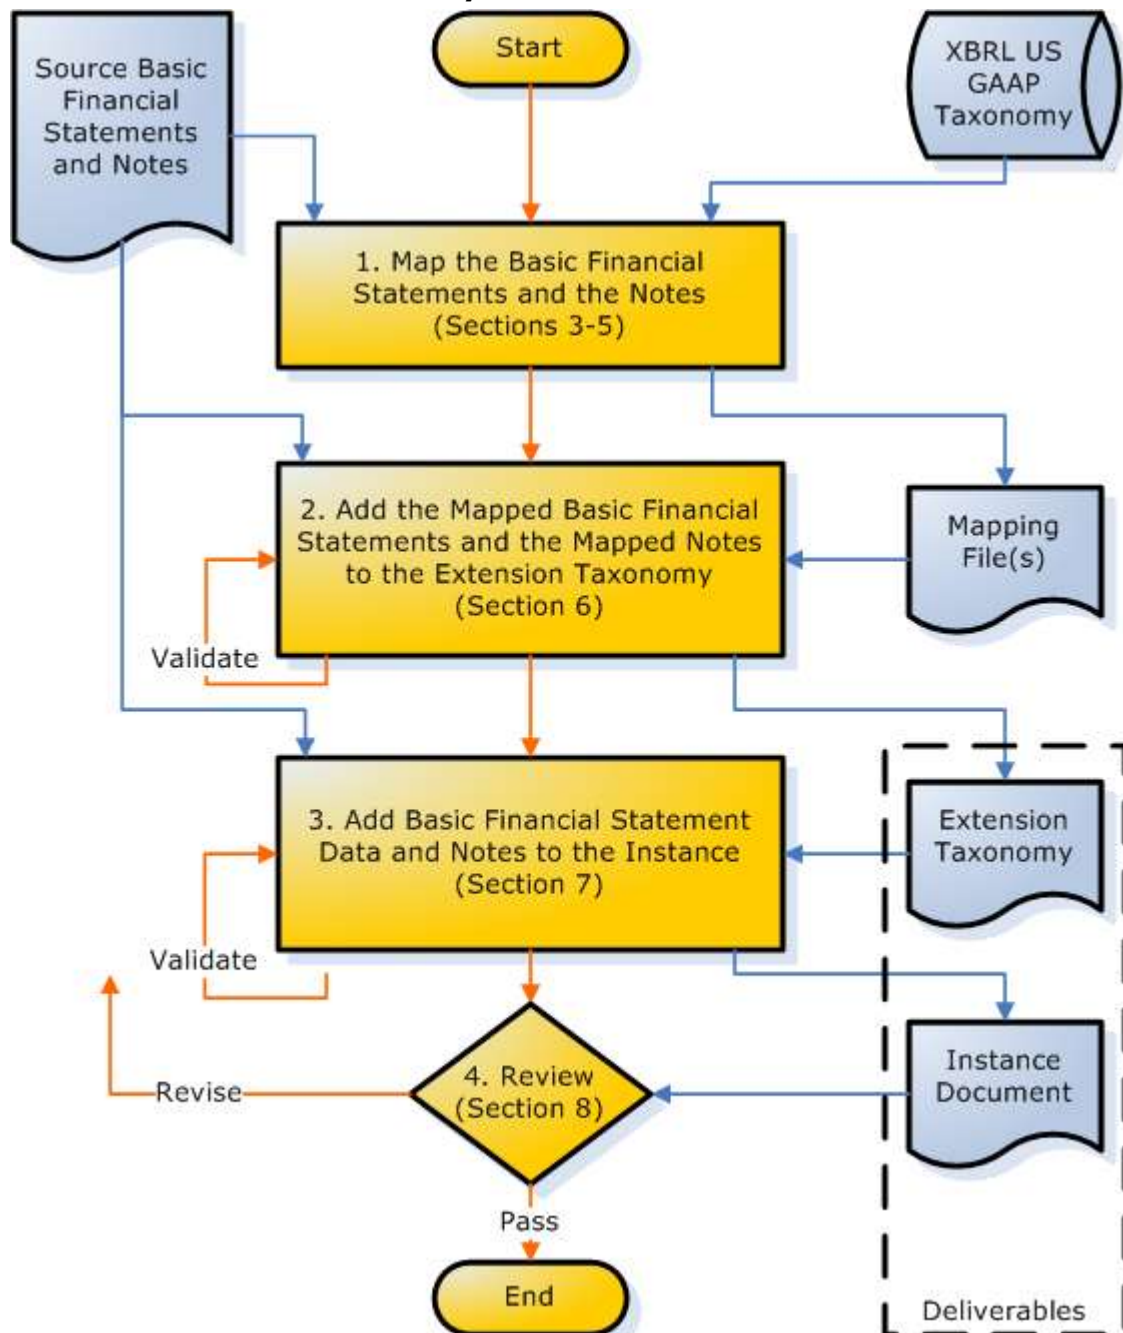 Start
Source Basic
Financial
Statements
and Notes
XBRL US
GAAP
Taxonomy
1. Map the Basic Financial
Statements and the Notes
(Sections 3-5)
2. Add the Mapped Basic Financial
Statements and the Mapped Notes
to the Extension Taxonomy
(Section 6)
Mapping
File(s)
Validate
3. Add Basic Financial Statement
Data and Notes to the Instance
(Section 7)
Extension
Taxonomy
Validate
4. Review
(Section 8)
Revise
Instance
Document
Pass
End
Deliverables